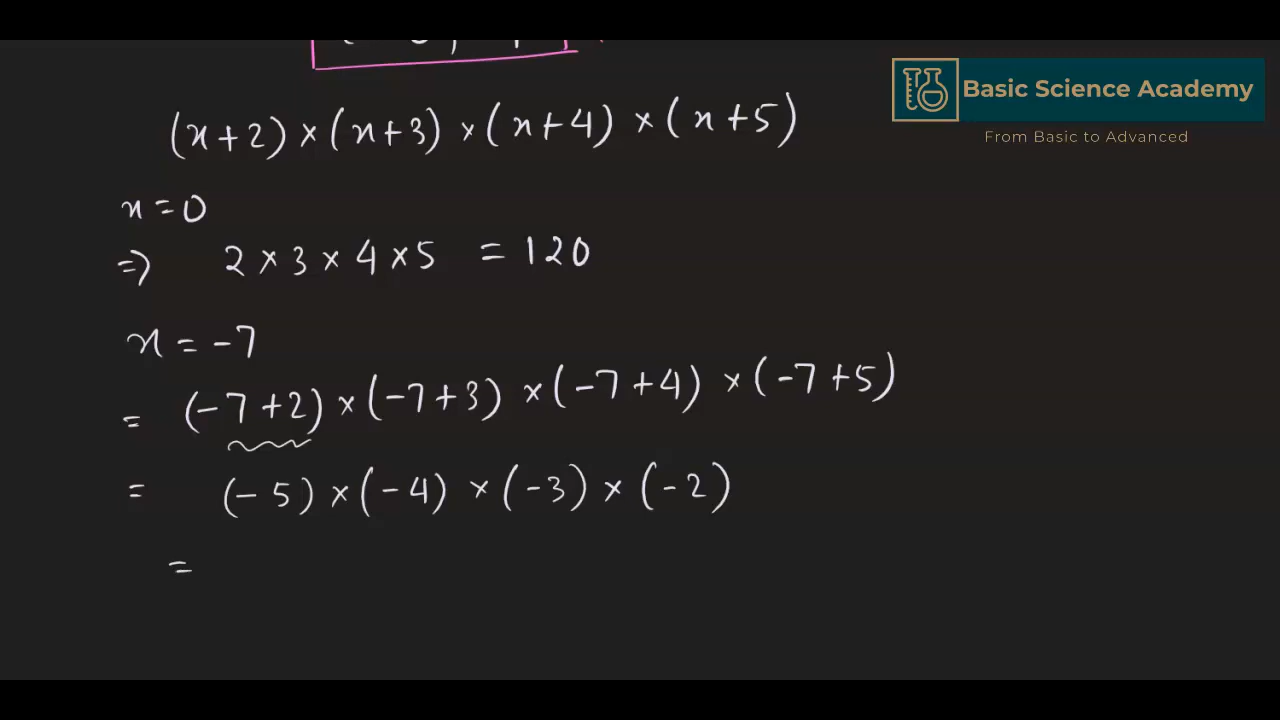 Basic Science Academy
From Basic to Advanced
(x+2) × (x+3) × (x+4) × (x+5)
x = 0
⇒ 2 × 3 × 4 × 5 = 120
x = -7
= (-7+2) × (-7+3) × (-7+4) × (-7+5)
= (-5) × (-4) × (-3) × (-2)
=